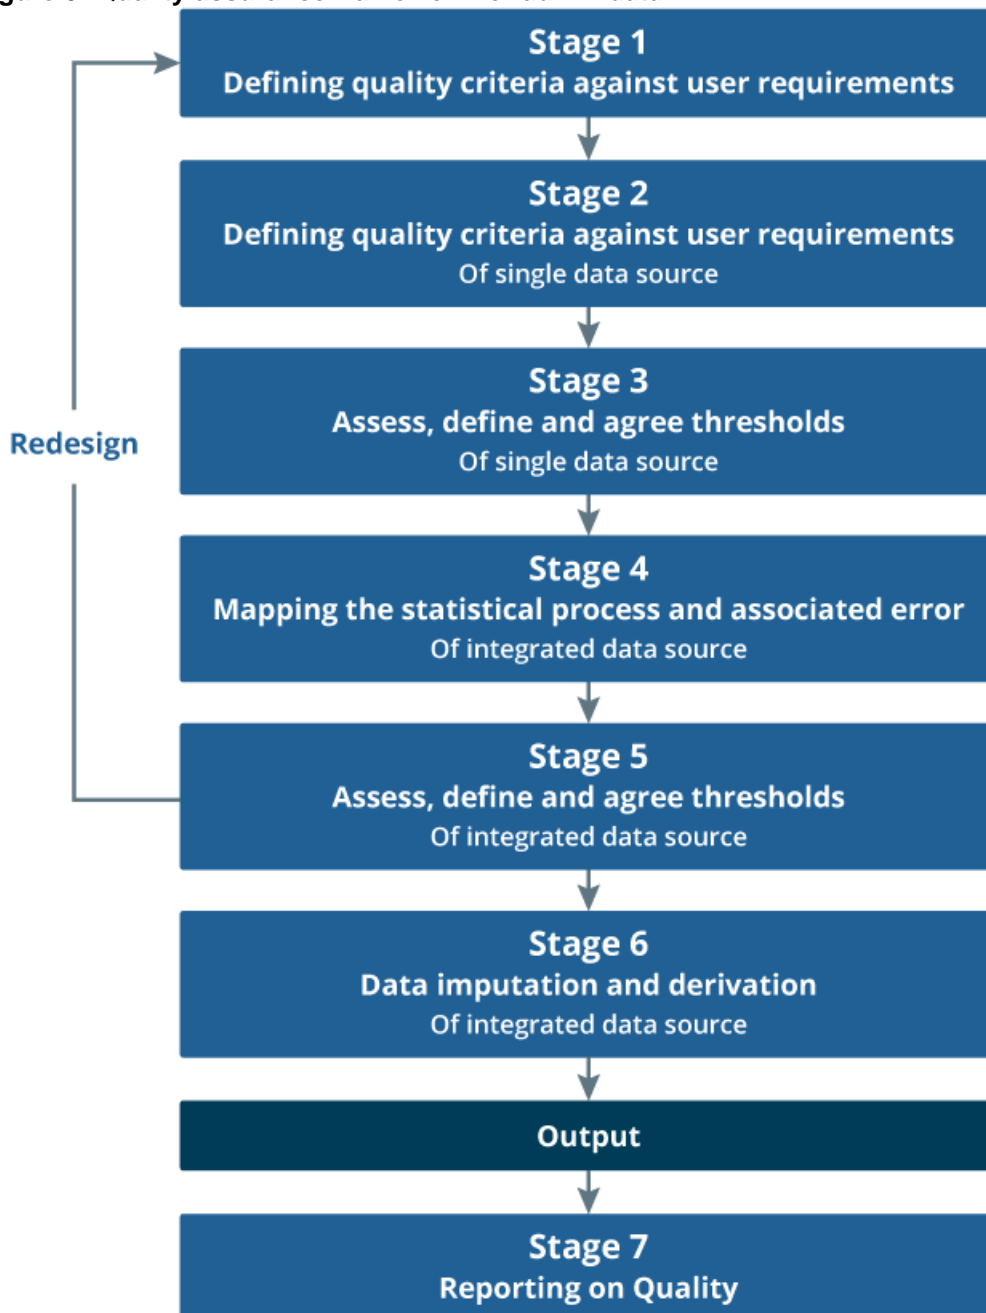 Stage 1
Defining quality criteria against user requirements
Stage 2
Defining quality criteria against user requirements
Of single data source
Stage 3
Assess, define and agree thresholds
Of single data source
Redesign
Stage 4
Mapping the statistical process and associated error
Of integrated data source
Stage 5
Assess, define and agree thresholds
Of integrated data source
Stage 6
Data imputation and derivation
Of integrated data source
Output
Stage 7
Reporting on Quality